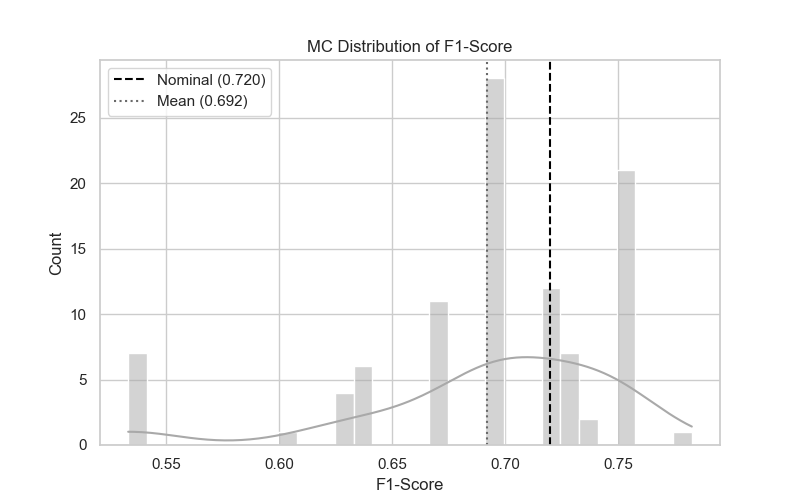 MC Distribution of F1-Score
Nominal (0.720)
Mean (0.692)
25
20
15
10
5
0
Count
0.55 0.60 0.65 0.70 0.75
F1-Score